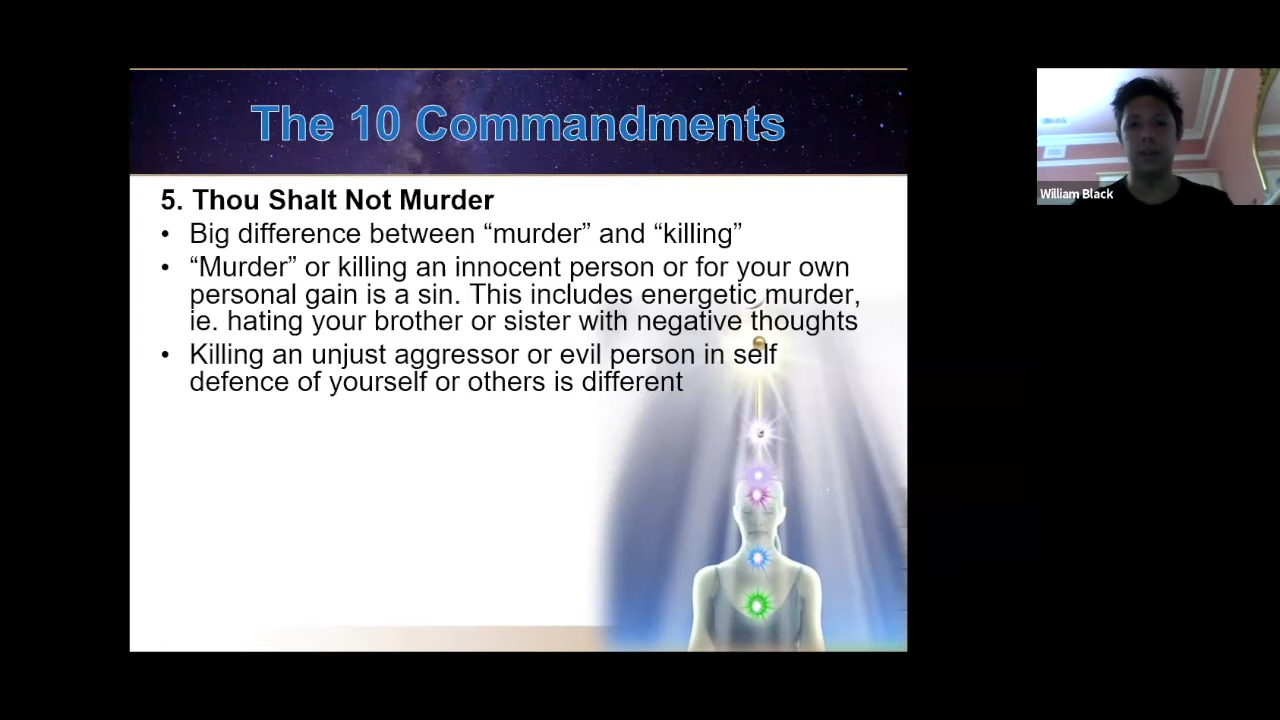 The 10 Commandments
5. Thou Shalt Not Murder
• Big difference between “murder” and “killing”
• “Murder” or killing an innocent person or for your own
personal gain is a sin. This includes energetic murder,
ie. hating your brother or sister with negative thoughts
• Killing an unjust aggressor or evil person in self
defence of yourself or others is different
William Black